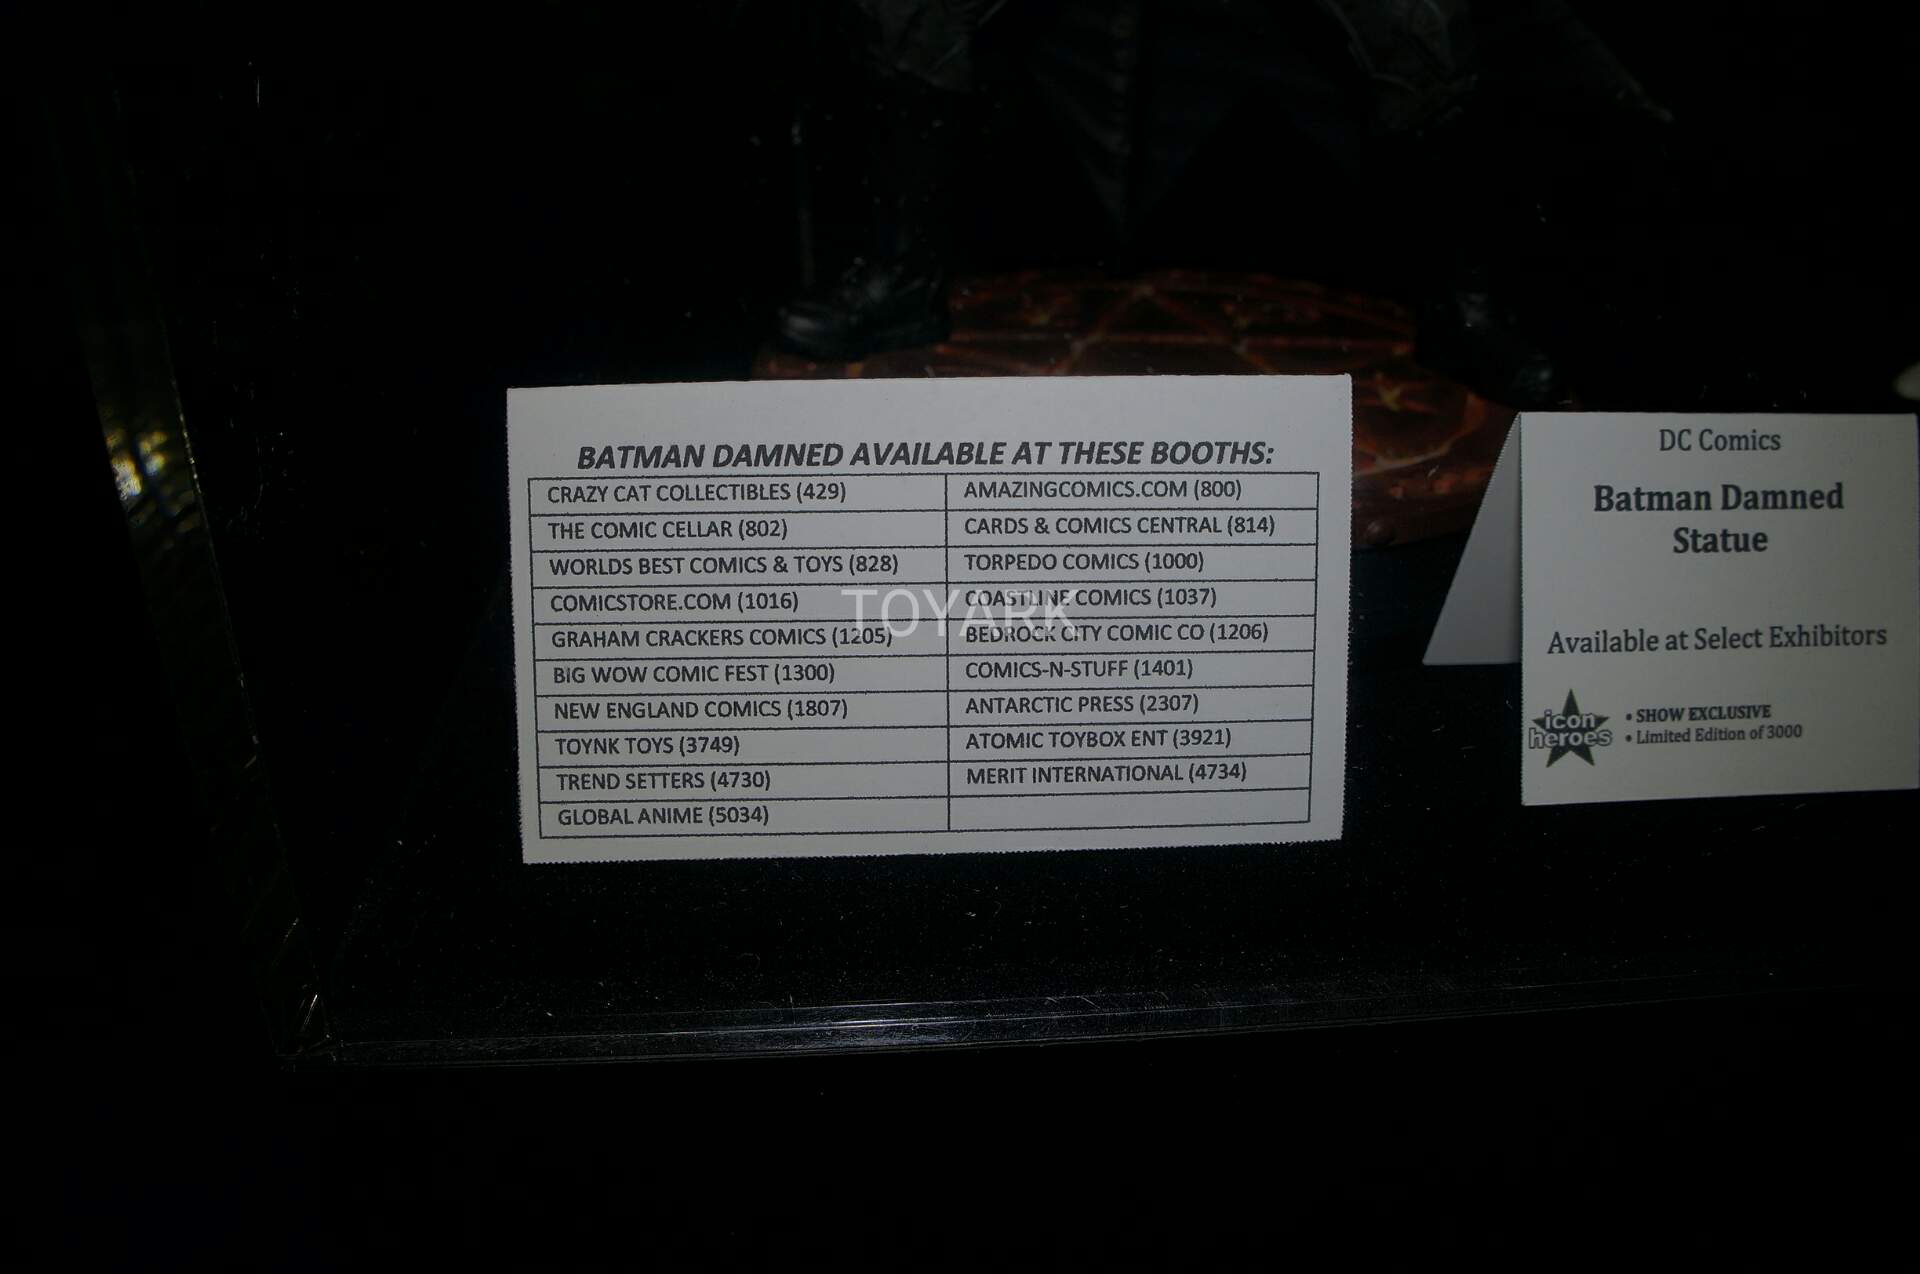 BATMAN DAMNED AVAILABLE AT THESE BOOTHS:
CRAZY CAT COLLECTIBLES (429) AMAZINGCOMICS.COM (800)
THE COMIC CELLAR (802) CARDS & COMICS CENTRAL (814)
WORLDS BEST COMICS & TOYS (828) TORPEDO COMICS (1000)
COMICSTORE.COM (1016) COASTLINE COMICS (1037)
GRAHAM CRACKERS COMICS (1205) BEDROCK CITY COMIC CO (1206)
BIG WOW COMIC FEST (1300) COMICS-N-STUFF (1401)
NEW ENGLAND COMICS (1807) ANTARCTIC PRESS (2307)
TOYNK TOYS (3749) ATOMIC TOYBOX ENT (3921)
TREND SETTERS (4730) MERIT INTERNATIONAL (4734)
GLOBAL ANIME (5034)
TOYARK
DC Comics
Batman Damned
Statue
Available at Select Exhibitors
icon
heroes
• SHOW EXCLUSIVE
• Limited Edition of 3000